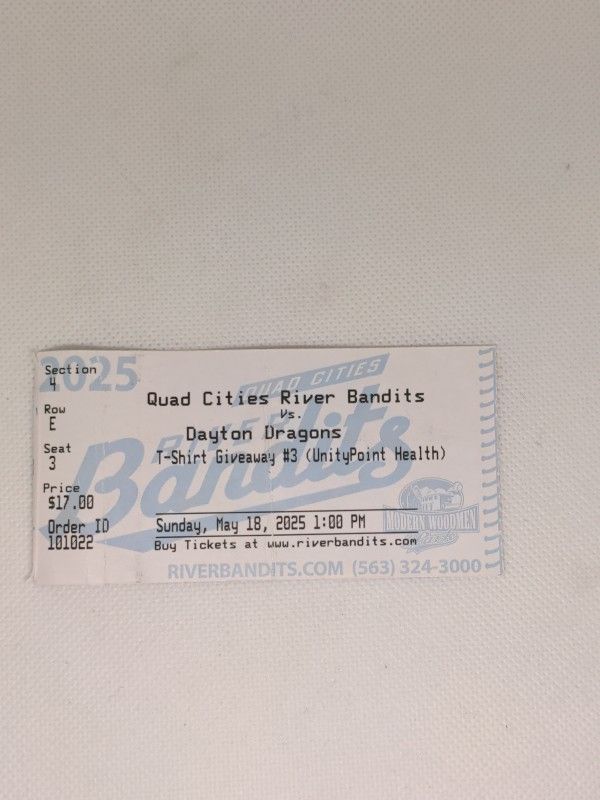 2025
Section
4
Row
E
Seat
3
Price
$17.00
Order ID
101022
QUAD CITIES
RIVER
Bandits
Quad Cities River Bandits
Vs.
Dayton Dragons
T-Shirt Giveaway #3 (UnityPoint Health)
Sunday, May 18, 2025 1:00 PM
Buy Tickets at www.riverbandits.com
MODERN WOODMEN
Park
RIVERBANDITS.COM (563) 324-3000